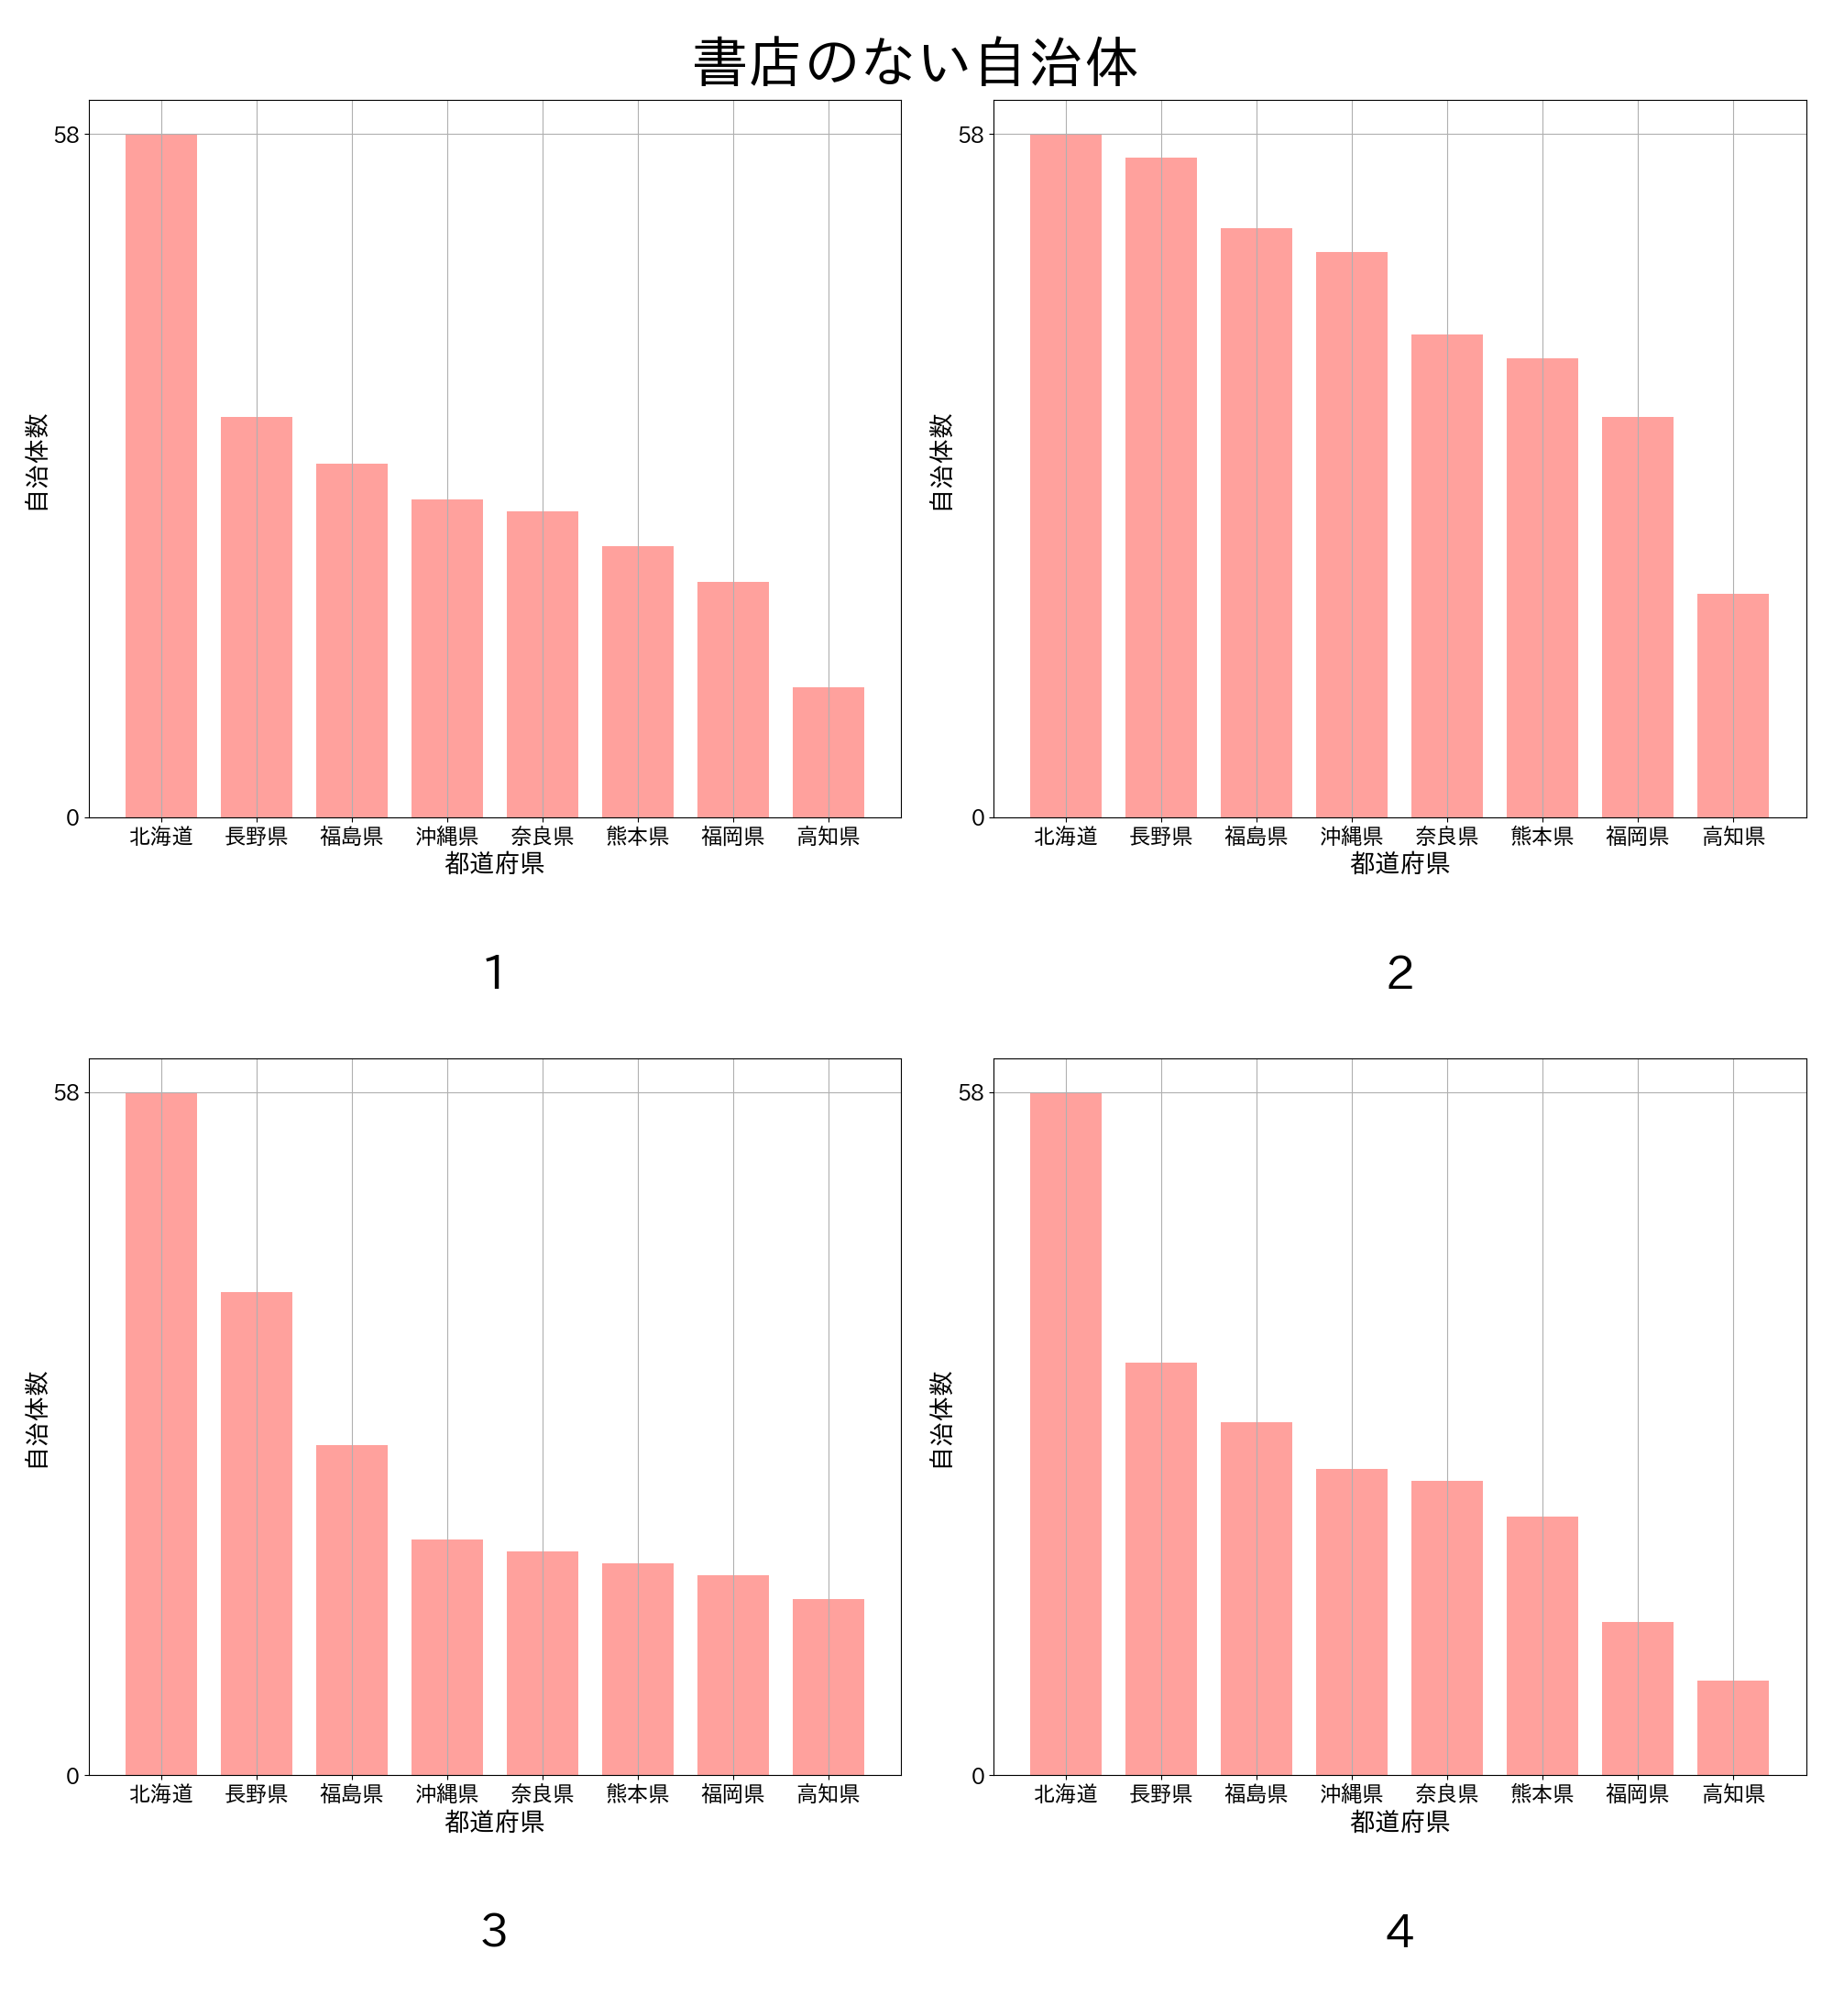 書店のない自治体
58
0
自治体数
北海道 長野県 福島県 沖縄県 奈良県 熊本県 福岡県 高知県
都道府県
1
58
0
自治体数
北海道 長野県 福島県 沖縄県 奈良県 熊本県 福岡県 高知県
都道府県
2
58
0
自治体数
北海道 長野県 福島県 沖縄県 奈良県 熊本県 福岡県 高知県
都道府県
3
58
0
自治体数
北海道 長野県 福島県 沖縄県 奈良県 熊本県 福岡県 高知県
都道府県
4